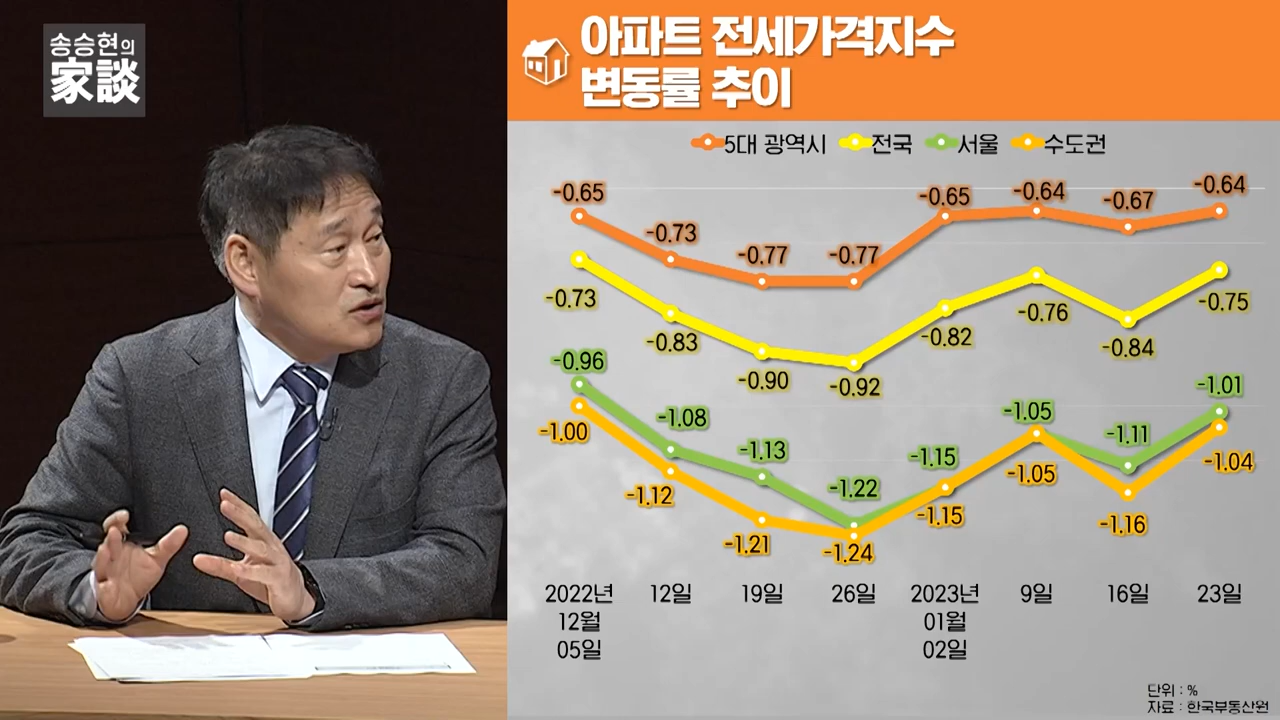 송승현의
家談
아파트 전세가격지수
변동률 추이
5대 광역시 전국 서울 수도권
-0.65 -0.73 -0.77 -0.77 -0.65 -0.64 -0.67 -0.64
-0.73 -0.83 -0.90 -0.92 -0.82 -0.76 -0.84 -0.75
-0.96 -1.08 -1.13 -1.22 -1.15 -1.05 -1.11 -1.01
-1.00 -1.12 -1.21 -1.24 -1.15 -1.05 -1.16 -1.04
2022년 12일 19일 26일 2023년 9일 16일 23일
12월 01월
05일 02일
단위 : %
자료 : 한국부동산원